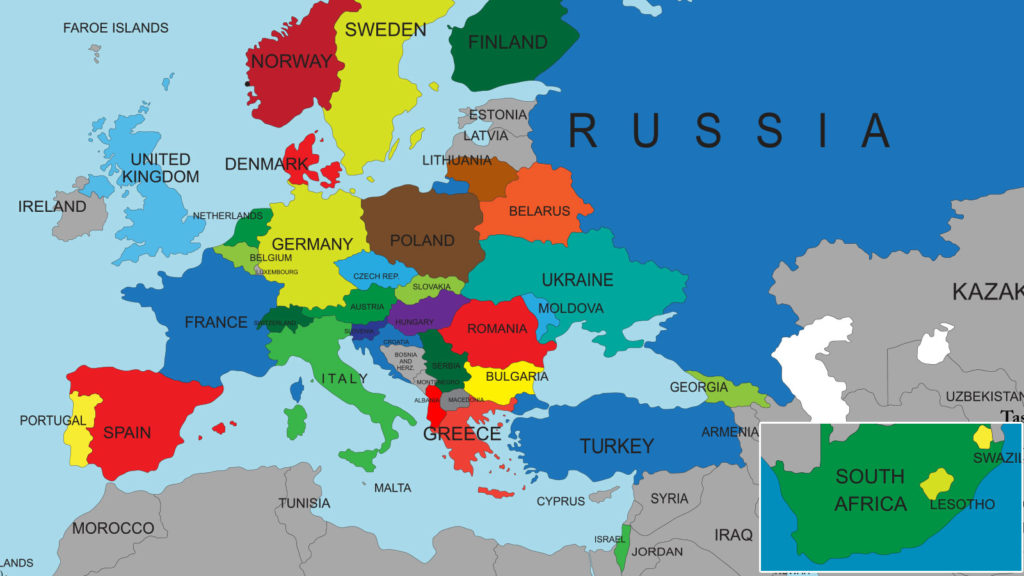 FAROE ISLANDS
SWEDEN
FINLAND
NORWAY
RUSSIA
ESTONIA
LATVIA
LITHUANIA
UNITED
KINGDOM
DENMARK
IRELAND
NETHERLANDS
BELARUS
GERMANY
POLAND
BELGIUM
LUXEMBOURG
CZECH REP.
UKRAINE
SLOVAKIA
KAZAK
AUSTRIA
MOLDOVA
FRANCE
SWITZERLAND
HUNGARY
ROMANIA
SLOVENIA
CROATIA
BOSNIA
AND
HERZ.
SERBIA
ITALY
MONTENEGRO
BULGARIA
GEORGIA
ALBANIA
MACEDONIA
UZBEKISTAN
Tas
PORTUGAL
SPAIN
GREECE
ARMENIA
TURKEY
MALTA
CYPRUS
SYRIA
TUNISIA
MOROCCO
ISRAEL
JORDAN
IRAQ
LANDS
SOUTH
AFRICA
SWAZIL
LESOTHO